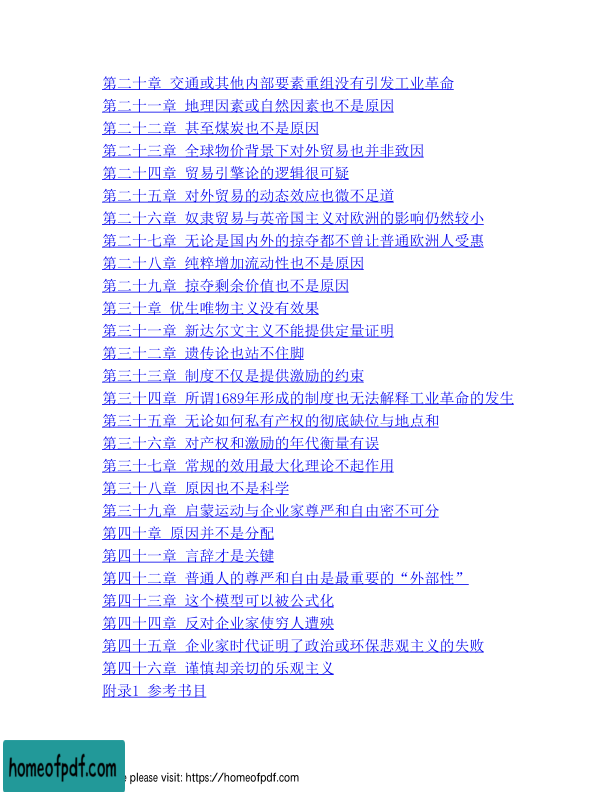 第二十章 交通或其他内部要素重组没有引发工业革命
第二十一章 地理因素或自然因素也不是原因
第二十二章 甚至煤炭也不是原因
第二十三章 全球物价背景下对外贸易也并非致因
第二十四章 贸易引擎论的逻辑很可疑
第二十五章 对外贸易的动态效应也微不足道
第二十六章 奴隶贸易与英帝国主义对欧洲的影响仍然较小
第二十七章 无论是国内外的掠夺都不曾让普通欧洲人受惠
第二十八章 纯粹增加流动性也不是原因
第二十九章 掠夺剩余价值也不是原因
第三十章 优生唯物主义没有效果
第三十一章 新达尔文主义不能提供定量证明
第三十二章 遗传论也站不住脚
第三十三章 制度不仅是提供激励的约束
第三十四章 所谓1689年形成的制度也无法解释工业革命的发生
第三十五章 无论如何私有产权的彻底缺位与地点和
第三十六章 对产权和激励的年代衡量有误
第三十七章 常规的效用最大化理论不起作用
第三十八章 原因也不是科学
第三十九章 启蒙运动与企业家尊严和自由密不可分
第四十章 原因并不是分配
第四十一章 言辞才是关键
第四十二章 普通人的尊严和自由是最重要的“外部性”
第四十三章 这个模型可以被公式化
第四十四章 反对企业家使穷人遭殃
第四十五章 企业家时代证明了政治或环保悲观主义的失败
第四十六章 谨慎却亲切的乐观主义
附录1 参考书目
homeofpdf.com
please visit: https://homeofpdf.com